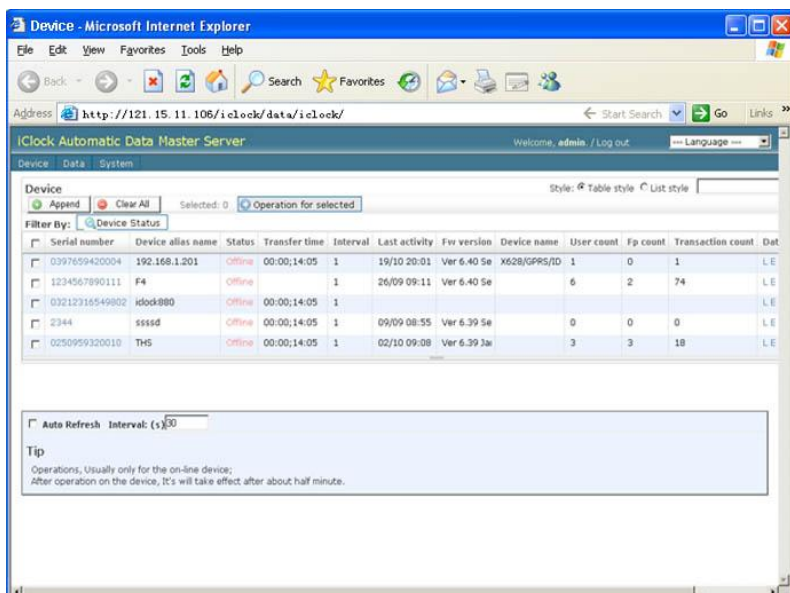 Device - Microsoft Internet Explorer
File Edit View Favorites Tools Help
Back Search Favorites
Address http://121.15.11.106/iclock/data/iclock/ Start Search Go Links »
iClock Automatic Data Master Server Welcome, admin. / Log out --- Language ---
Device Data System
Device Style: Table style List style
Append Clear All Selected: 0 Operation for selected
Filter By: Device Status
Serial number Device alias name Status Transfer time Interval Last activity Fw version Device name User count Fp count Transaction count Dat
0397659420004 192.168.1.201 Offline 00:00;14:05 1 19/10 20:01 Ver 6.40 Se X628/GPRS/ID 1 0 1 L E
1234567890111 F4 Offline 1 26/09 09:11 Ver 6.40 Se 6 2 74 L E
03212316549802 iclock880 Offline 00:00;14:05 1 L E
2344 ssssd Offline 00:00;14:05 1 09/09 08:55 Ver 6.39 Se 0 0 0 L E
0250959320010 THS Offline 00:00;14:05 1 02/10 09:08 Ver 6.39 Jai 3 3 18 L E
Auto Refresh Interval: (s) 30
Tip
Operations, Usually only for the on-line device;
After operation on the device, It's will take effect after about half minute.